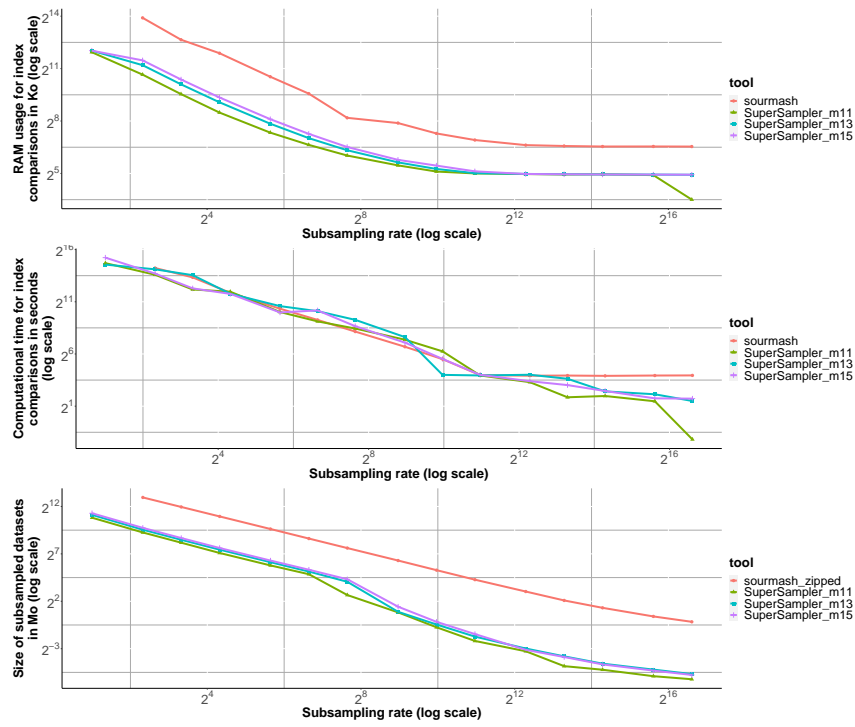 RAM usage for index
comparisons in Ko (log scale)
2^14
2^11
2^8
2^5
2^4
2^8
2^12
2^16
Subsampling rate (log scale)
tool
sourmash
SuperSampler_m11
SuperSampler_m13
SuperSampler_m15
Computational time for index
comparisons in seconds
(log scale)
2^16
2^11
2^6
2^1
2^4
2^8
2^12
2^16
Subsampling rate (log scale)
tool
sourmash
SuperSampler_m11
SuperSampler_m13
SuperSampler_m15
Size of subsampled datasets
in Mo (log scale)
2^12
2^7
2^2
2^−3
2^4
2^8
2^12
2^16
Subsampling rate (log scale)
tool
sourmash_zipped
SuperSampler_m11
SuperSampler_m13
SuperSampler_m15